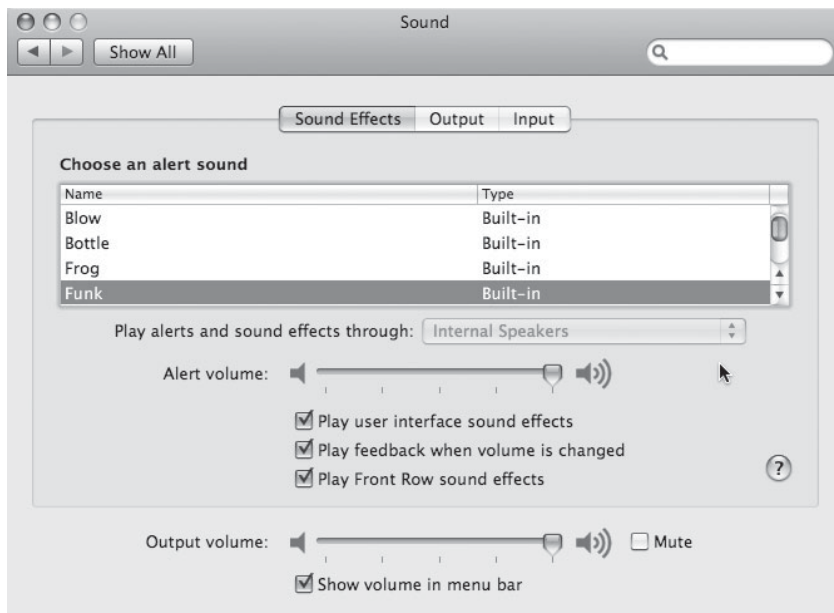 Sound
Show All
Sound Effects Output Input
Choose an alert sound
Name Type
Blow Built-in
Bottle Built-in
Frog Built-in
Funk Built-in
Play alerts and sound effects through: Internal Speakers
Alert volume:
Play user interface sound effects
Play feedback when volume is changed
Play Front Row sound effects
?
Output volume: Mute
Show volume in menu bar